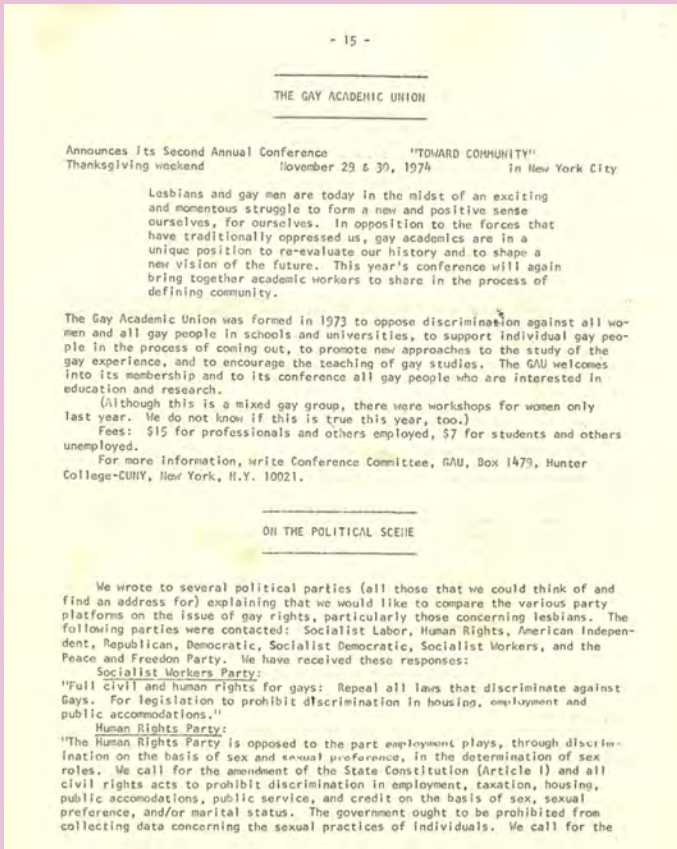 - 15 -
THE GAY ACADEMIC UNION
Announces its Second Annual Conference "TOWARD COMMUNITY"
Thanksgiving weekend November 29 & 30, 1974 in New York City
Lesbians and gay men are today in the midst of an exciting
and momentous struggle to form a new and positive sense
ourselves, for ourselves. In opposition to the forces that
have traditionally oppressed us, gay academics are in a
unique position to re-evaluate our history and to shape a
new vision of the future. This year's conference will again
bring together academic workers to share in the process of
defining community.
The Gay Academic Union was formed in 1973 to oppose discrimination against all wo-
men and all gay people in schools and universities, to support individual gay peo-
ple in the process of coming out, to promote new approaches to the study of the
gay experience, and to encourage the teaching of gay studies. The GAU welcomes
into its membership and to its conference all gay people who are interested in
education and research.
(Although this is a mixed gay group, there were workshops for women only
last year. We do not know if this is true this year, too.)
Fees: $15 for professionals and others employed, $7 for students and others
unemployed.
For more information, write Conference Committee, GAU, Box 1479, Hunter
College-CUNY, New York, N.Y. 10021.
ON THE POLITICAL SCENE
We wrote to several political parties (all those that we could think of and
find an address for) explaining that we would like to compare the various party
platforms on the issue of gay rights, particularly those concerning lesbians. The
following parties were contacted: Socialist Labor, Human Rights, American Indepen-
dent, Republican, Democratic, Socialist Democratic, Socialist Workers, and the
Peace and Freedon Party. We have received these responses:
Socialist Workers Party:
"Full civil and human rights for gays: Repeal all laws that discriminate against
Gays. For legislation to prohibit discrimination in housing, employment and
public accommodations."
Human Rights Party:
"The Human Rights Party is opposed to the part employment plays, through discrim-
ination on the basis of sex and sexual preference, in the determination of sex
roles. We call for the amendment of the State Constitution (Article I) and all
civil rights acts to prohibit discrimination in employment, taxation, housing,
public accomodations, public service, and credit on the basis of sex, sexual
preference, and/or marital status. The government ought to be prohibited from
collecting data concerning the sexual practices of individuals. We call for the